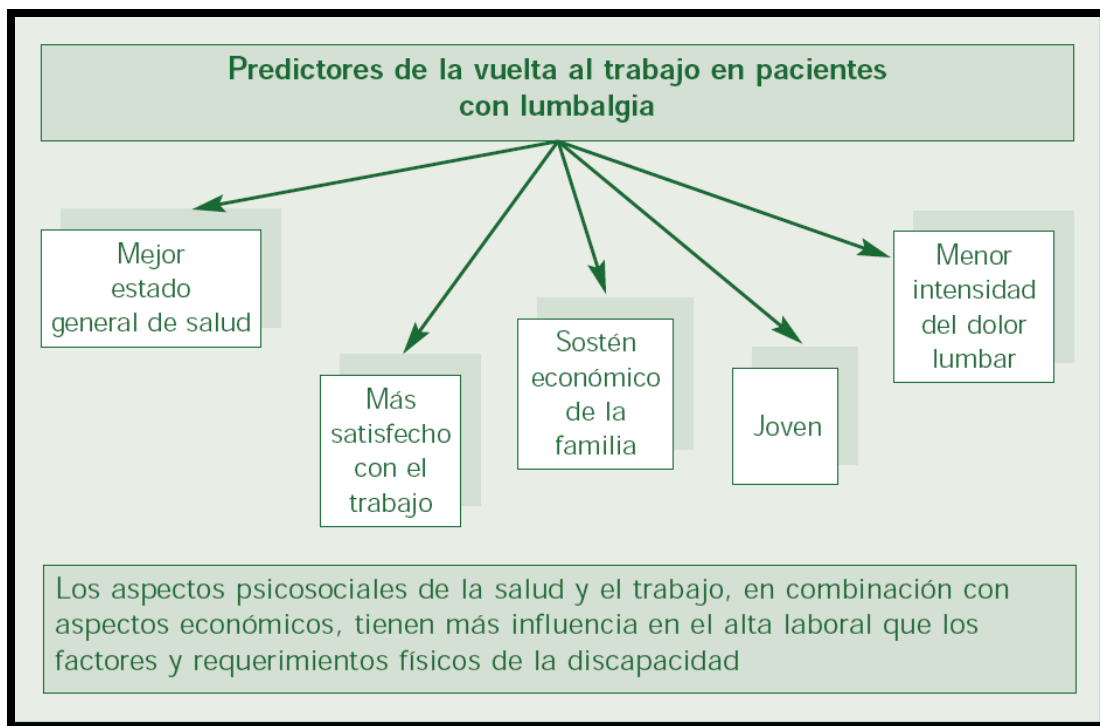 Predictores de la vuelta al trabajo en pacientes
con lumbalgia
Mejor
estado
general de salud
Más
satisfecho
con el
trabajo
Sostén
económico
de la
familia
Joven
Menor
intensidad
del dolor
lumbar
Los aspectos psicosociales de la salud y el trabajo, en combinación con
aspectos económicos, tienen más influencia en el alta laboral que los
factores y requerimientos físicos de la discapacidad